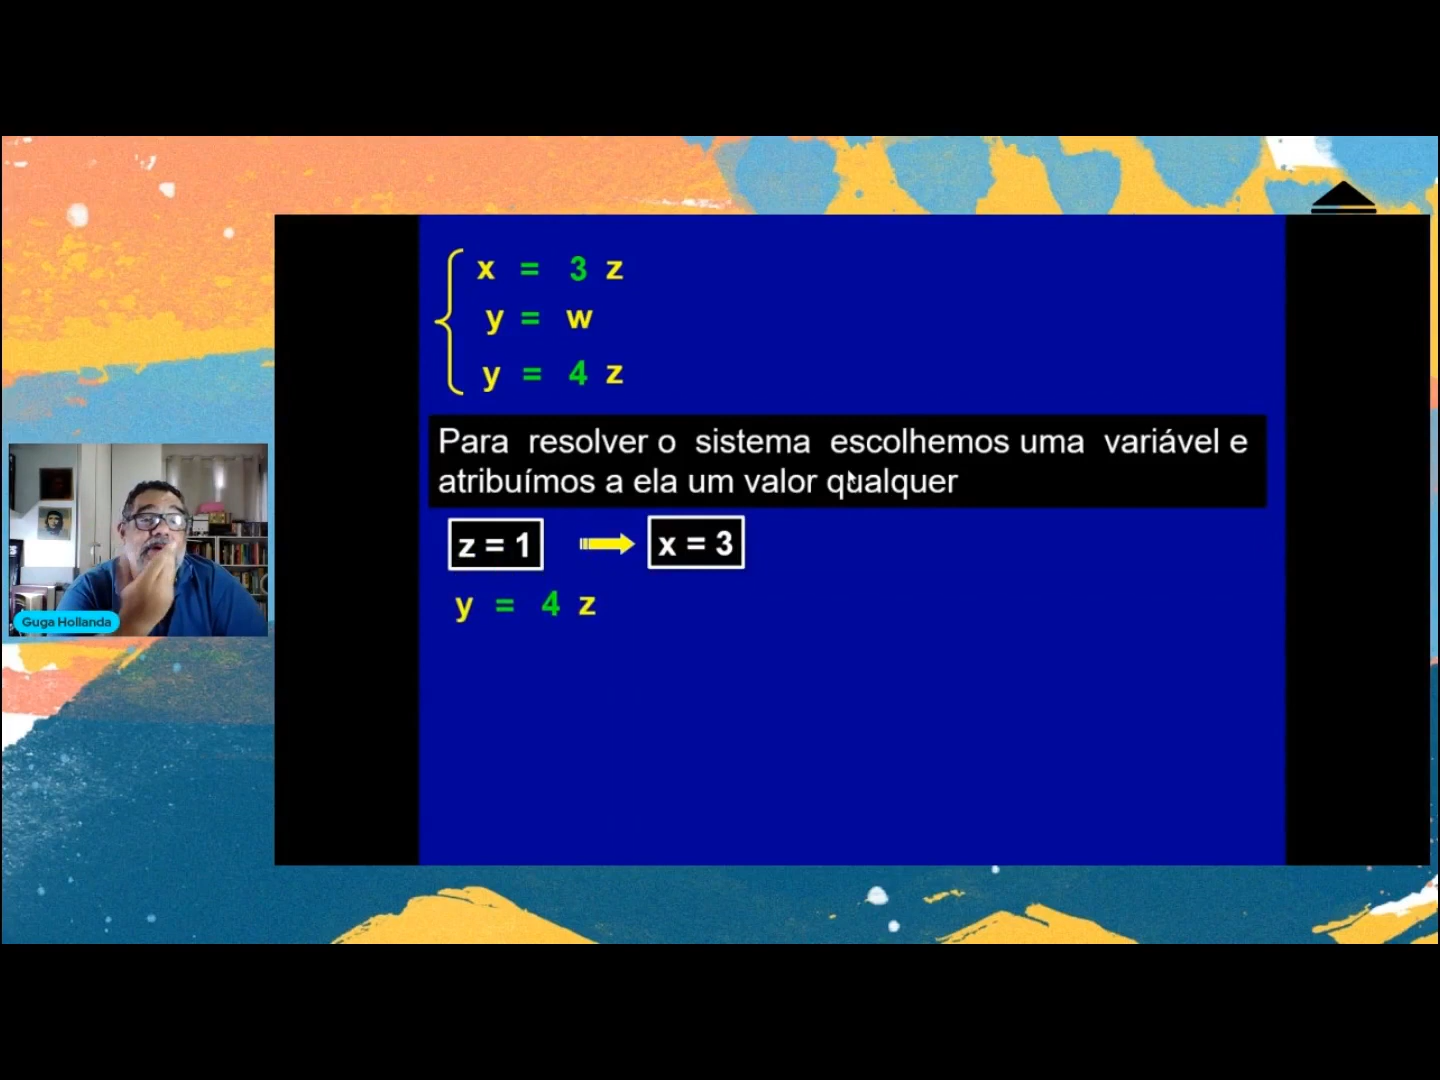 x = 3 z
y = w
y = 4 z
Para resolver o sistema escolhemos uma variável e
atribuímos a ela um valor qualquer
z = 1 x = 3
y = 4 z
Guga Hollanda